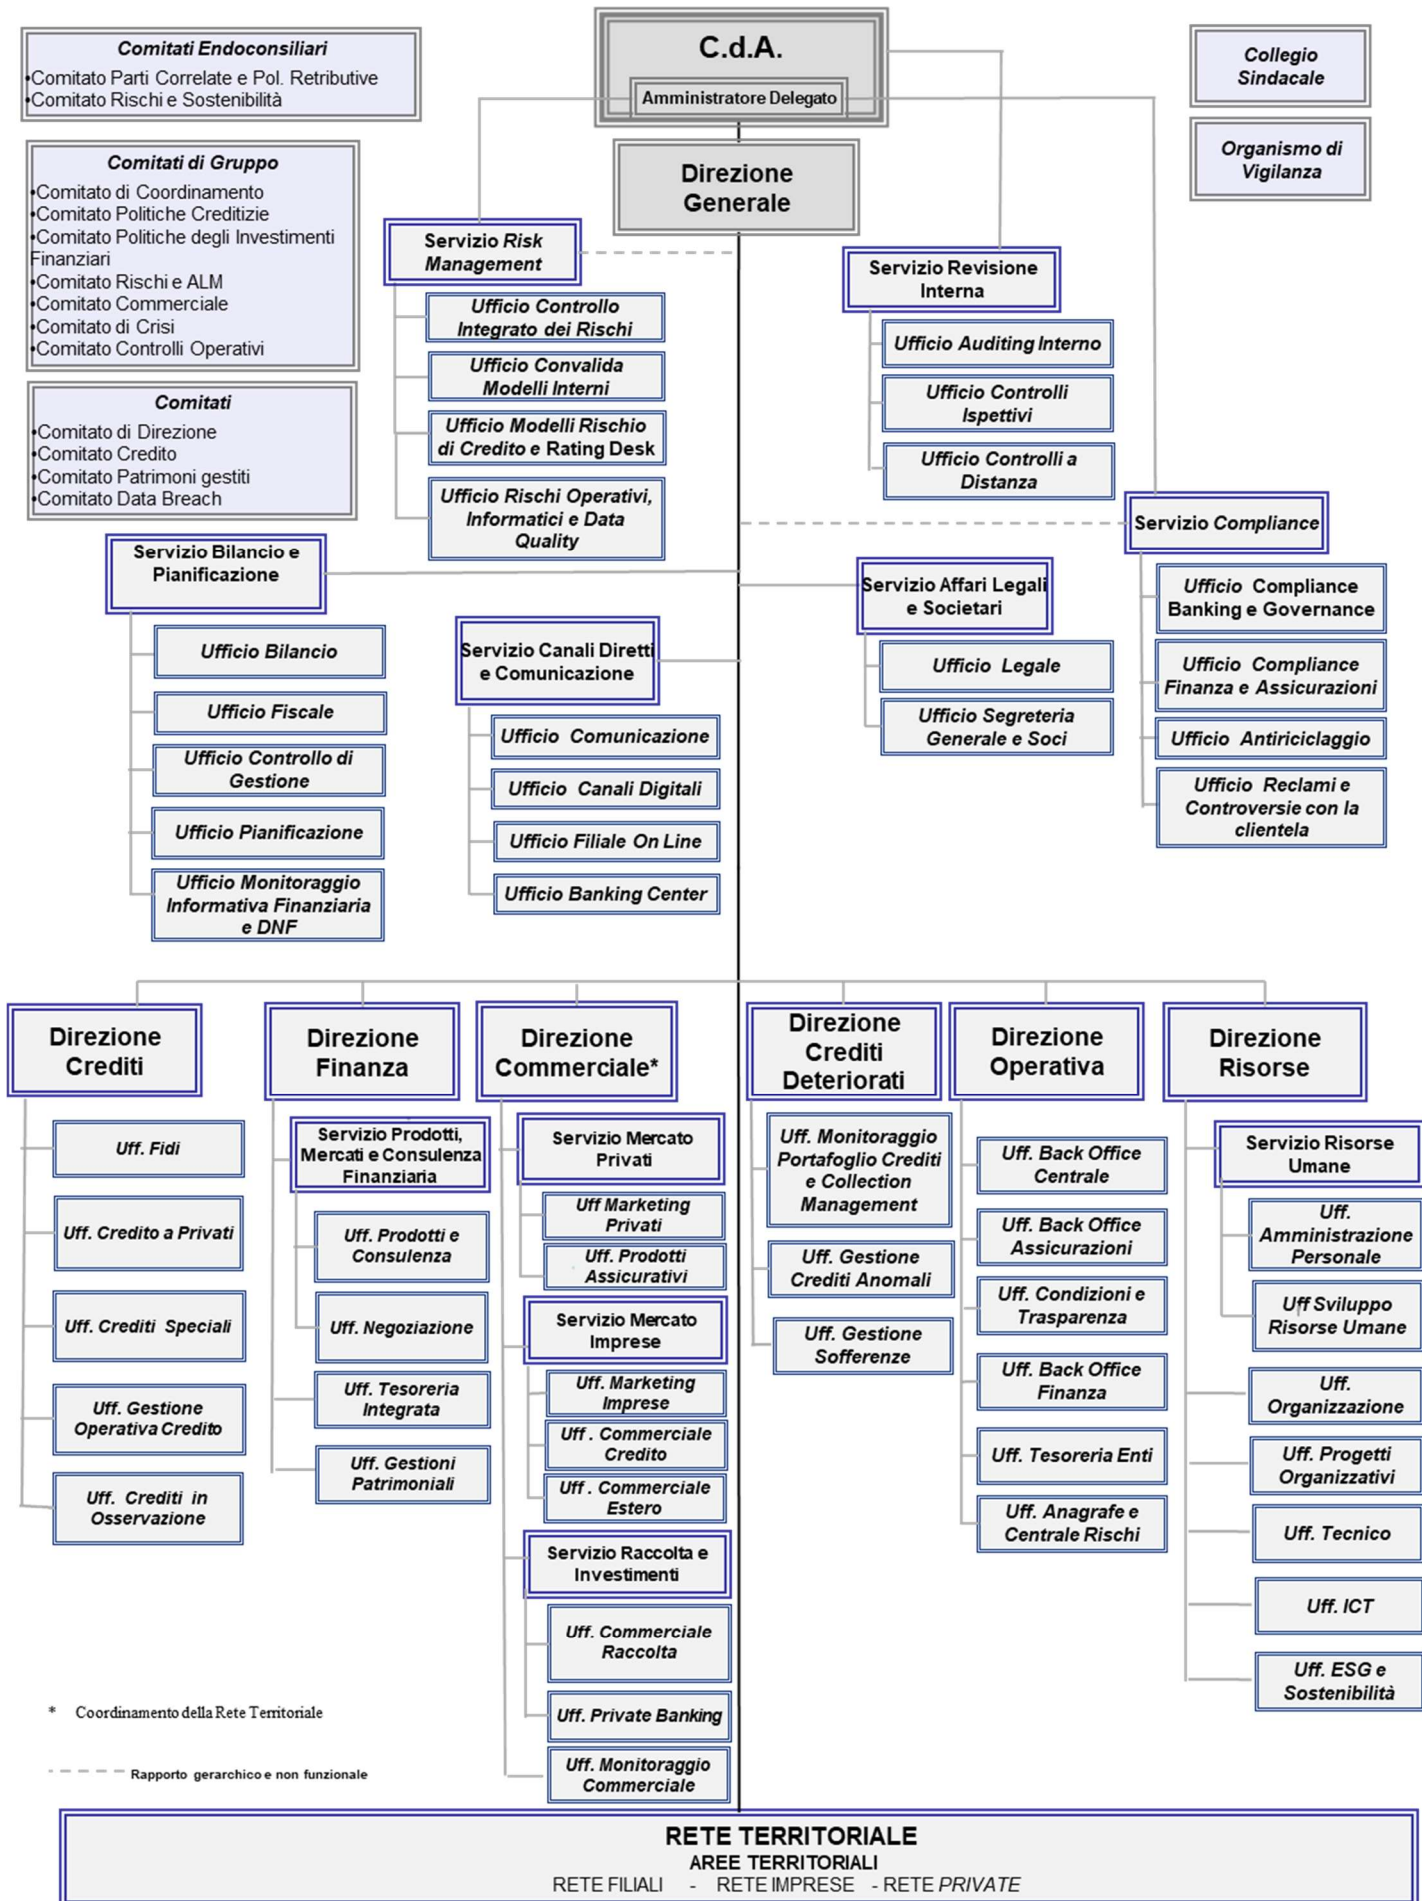 Comitati Endoconsiliari
•Comitato Parti Correlate e Pol. Retributive
•Comitato Rischi e Sostenibilità
C.d.A.
Amministratore Delegato
Collegio
Sindacale
Organismo di
Vigilanza
Comitati di Gruppo
•Comitato di Coordinamento
•Comitato Politiche Creditizie
•Comitato Politiche degli Investimenti
Finanziari
•Comitato Rischi e ALM
•Comitato Commerciale
•Comitato di Crisi
•Comitato Controlli Operativi
Direzione
Generale
Comitati
•Comitato di Direzione
•Comitato Credito
•Comitato Patrimoni gestiti
•Comitato Data Breach
Servizio Risk
Management
Ufficio Controllo
Integrato dei Rischi
Ufficio Convalida
Modelli Interni
Ufficio Modelli Rischio
di Credito e Rating Desk
Ufficio Rischi Operativi,
Informatici e Data
Quality
Servizio Revisione
Interna
Ufficio Auditing Interno
Ufficio Controlli
Ispettivi
Ufficio Controlli a
Distanza
Servizio Compliance
Ufficio Compliance
Banking e Governance
Ufficio Compliance
Finanza e Assicurazioni
Ufficio Antiriciclaggio
Ufficio Reclami e
Controversie con la
clientela
Servizio Bilancio e
Pianificazione
Ufficio Bilancio
Ufficio Fiscale
Ufficio Controllo di
Gestione
Ufficio Pianificazione
Ufficio Monitoraggio
Informativa Finanziaria
e DNF
Servizio Canali Diretti
e Comunicazione
Ufficio Comunicazione
Ufficio Canali Digitali
Ufficio Filiale On Line
Ufficio Banking Center
Servizio Affari Legali
e Societari
Ufficio Legale
Ufficio Segreteria
Generale e Soci
Direzione
Crediti
Uff. Fidi
Uff. Credito a Privati
Uff. Crediti Speciali
Uff. Gestione
Operativa Credito
Uff. Crediti in
Osservazione
Direzione
Finanza
Servizio Prodotti,
Mercati e Consulenza
Finanziaria
Uff. Prodotti e
Consulenza
Uff. Negoziazione
Uff. Tesoreria
Integrata
Uff. Gestioni
Patrimoniali
Direzione
Commerciale*
Servizio Mercato
Privati
Uff Marketing
Privati
Uff. Prodotti
Assicurativi
Servizio Mercato
Imprese
Uff. Marketing
Imprese
Uff . Commerciale
Credito
Uff . Commerciale
Estero
Servizio Raccolta e
Investimenti
Uff. Commerciale
Raccolta
Uff. Private Banking
Uff. Monitoraggio
Commerciale
Direzione
Crediti
Deteriorati
Uff. Monitoraggio
Portafoglio Crediti
e Collection
Management
Uff. Gestione
Crediti Anomali
Uff. Gestione
Sofferenze
Direzione
Operativa
Uff. Back Office
Centrale
Uff. Back Office
Assicurazioni
Uff. Condizioni e
Trasparenza
Uff. Back Office
Finanza
Uff. Tesoreria Enti
Uff. Anagrafe e
Centrale Rischi
Direzione
Risorse
Servizio Risorse
Umane
Uff.
Amministrazione
Personale
Uff Sviluppo
Risorse Umane
Uff.
Organizzazione
Uff. Progetti
Organizzativi
Uff. Tecnico
Uff. ICT
Uff. ESG e
Sostenibilità
* Coordinamento della Rete Territoriale
Rapporto gerarchico e non funzionale
RETE TERRITORIALE
AREE TERRITORIALI
RETE FILIALI - RETE IMPRESE - RETE PRIVATE